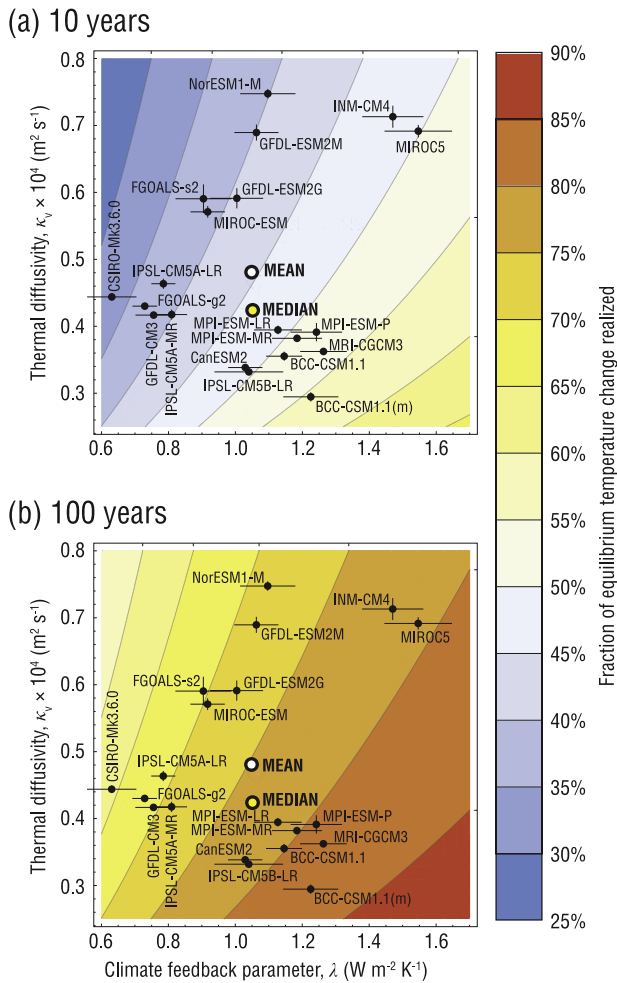 (a) 10 years
Thermal diffusivity, κv × 10⁴ (m² s⁻¹)
0.8
0.7
0.6
0.5
0.4
0.3
NorESM1-M
INM-CM4
GFDL-ESM2M
MIROC5
FGOALS-s2
GFDL-ESM2G
MIROC-ESM
CSIRO-Mk3.6.0
IPSL-CM5A-LR
MEAN
FGOALS-g2
MEDIAN
GFDL-CM3
IPSL-CM5A-MR
MPI-ESM-LR
MPI-ESM-P
MPI-ESM-MR
MRI-CGCM3
CanESM2
BCC-CSM1.1
IPSL-CM5B-LR
BCC-CSM1.1(m)
0.6 0.8 1.0 1.2 1.4 1.6
(b) 100 years
Thermal diffusivity, κv × 10⁴ (m² s⁻¹)
0.8
0.7
0.6
0.5
0.4
0.3
NorESM1-M
INM-CM4
GFDL-ESM2M
MIROC5
FGOALS-s2
GFDL-ESM2G
MIROC-ESM
CSIRO-Mk3.6.0
IPSL-CM5A-LR
MEAN
FGOALS-g2
MEDIAN
GFDL-CM3
IPSL-CM5A-MR
MPI-ESM-LR
MPI-ESM-P
MPI-ESM-MR
MRI-CGCM3
CanESM2
BCC-CSM1.1
IPSL-CM5B-LR
BCC-CSM1.1(m)
0.6 0.8 1.0 1.2 1.4 1.6
Climate feedback parameter, λ (W m⁻² K⁻¹)
90%
85%
80%
75%
70%
65%
60%
55%
50%
45%
40%
35%
30%
25%
Fraction of equilibrium temperature change realized